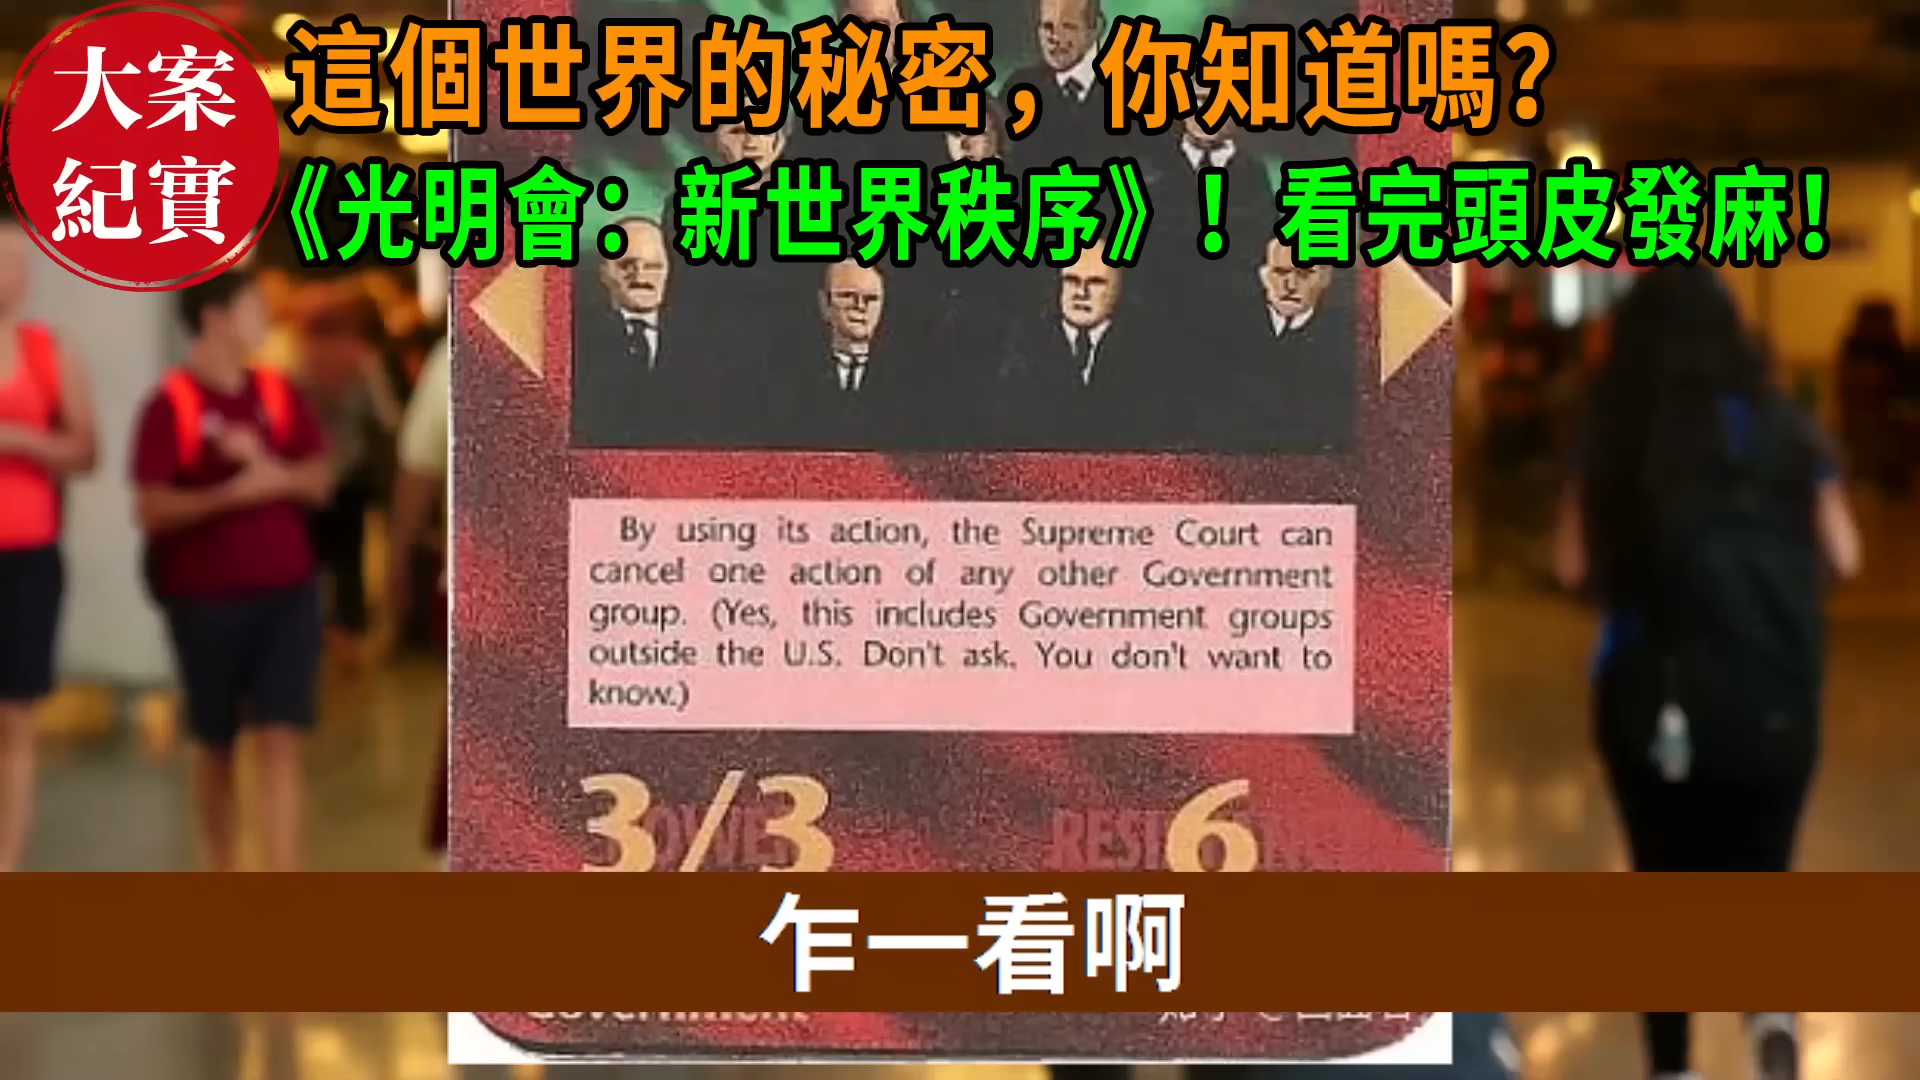 大案
紀實
這個世界的秘密，你知道嗎？
《光明會：新世界秩序》！看完頭皮發麻！
By using its action, the Supreme Court can
cancel one action of any other Government
group. (Yes, this includes Government groups
outside the U.S. Don't ask. You don't want to
know.)
3/3
6
乍一看啊
Government